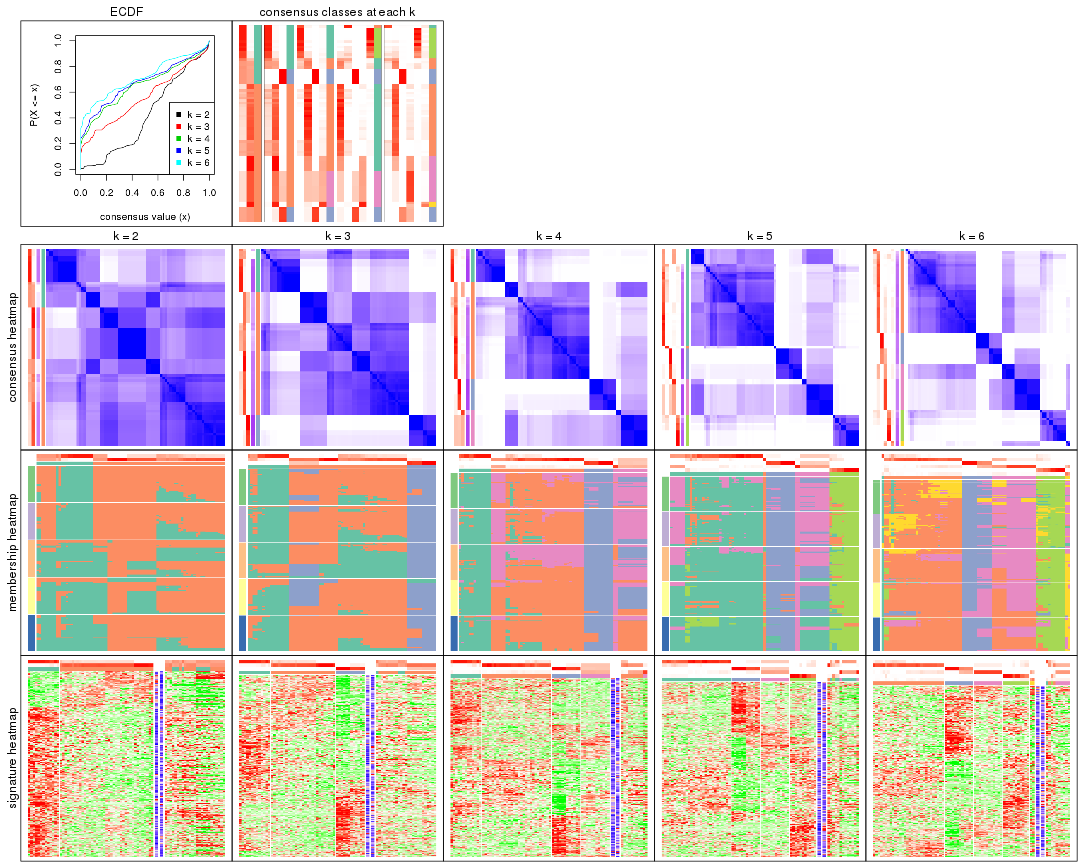 ECDF
consensus classes at each k
P(X <= x)
0.0 0.2 0.4 0.6 0.8 1.0
k = 2
k = 3
k = 4
k = 5
k = 6
0.0 0.2 0.4 0.6 0.8 1.0
consensus value (x)
k = 2
k = 3
k = 4
k = 5
k = 6
consensus heatmap
membership heatmap
signature heatmap